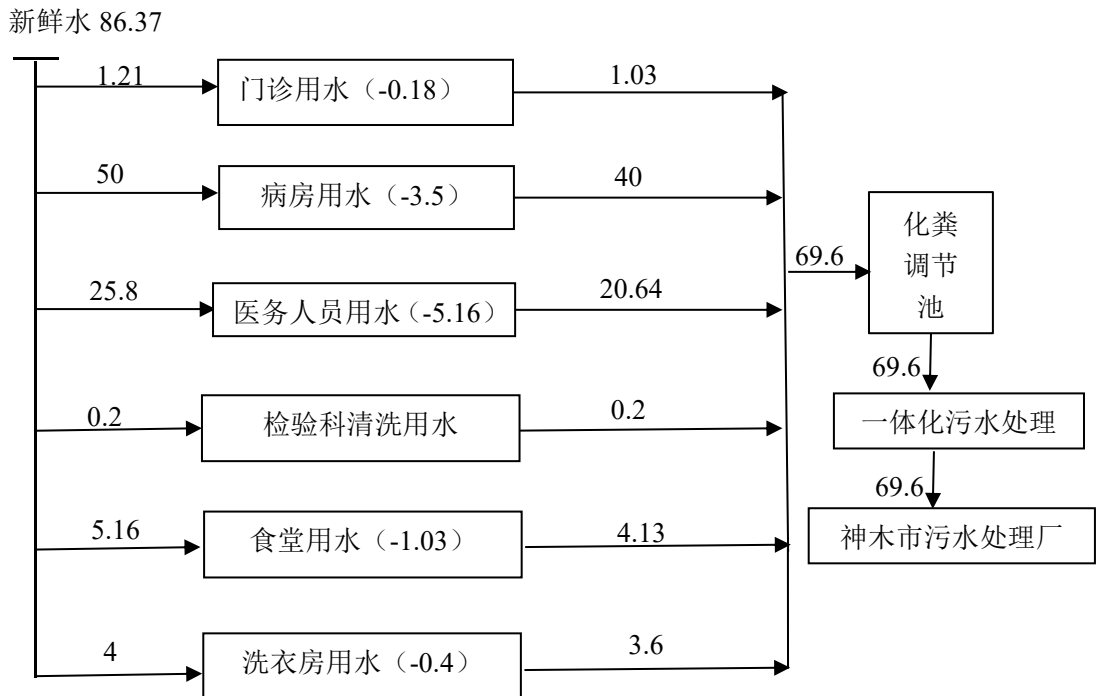 新鲜水 86.37
1.21
门诊用水（-0.18）
1.03
50
病房用水（-3.5）
40
25.8
医务人员用水（-5.16）
20.64
0.2
检验科清洗用水
0.2
5.16
食堂用水（-1.03）
4.13
4
洗衣房用水（-0.4）
3.6
69.6
化粪
调节
池
69.6
一体化污水处理
69.6
神木市污水处理厂